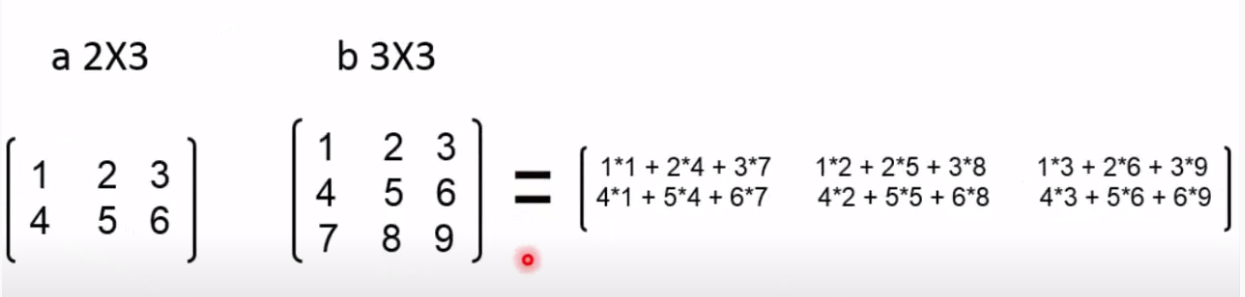 a 2X3 b 3X3
1 2 3
4 5 6
1 2 3
4 5 6
7 8 9
=
1*1 + 2*4 + 3*7 1*2 + 2*5 + 3*8 1*3 + 2*6 + 3*9
4*1 + 5*4 + 6*7 4*2 + 5*5 + 6*8 4*3 + 5*6 + 6*9